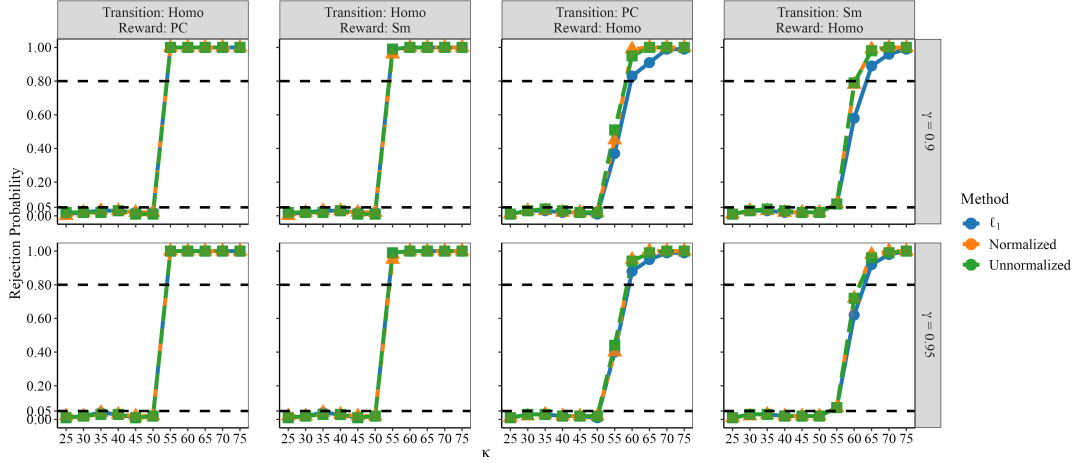 Transition: Homo
Reward: PC
Transition: Homo
Reward: Sm
Transition: PC
Reward: Homo
Transition: Sm
Reward: Homo
Rejection Probability
1.00
0.80
0.60
0.40
0.20
0.05
0.00
γ = 0.9
1.00
0.80
0.60
0.40
0.20
0.05
0.00
γ = 0.95
25 30 35 40 45 50 55 60 65 70 75
25 30 35 40 45 50 55 60 65 70 75
25 30 35 40 45 50 55 60 65 70 75
25 30 35 40 45 50 55 60 65 70 75
κ
Method
ℓ1
Normalized
Unnormalized